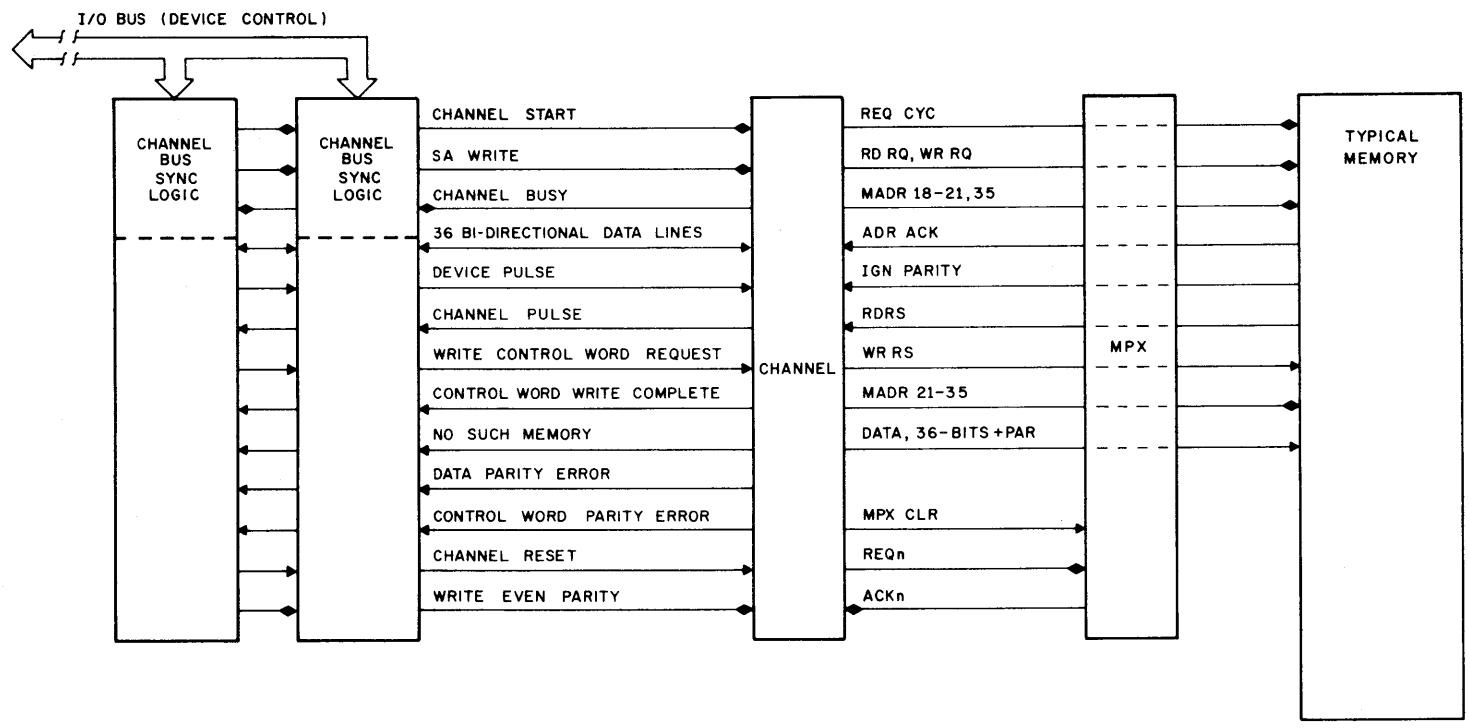 I/O BUS (DEVICE CONTROL)
CHANNEL
BUS
SYNC
LOGIC
CHANNEL
BUS
SYNC
LOGIC
CHANNEL START
SA WRITE
CHANNEL BUSY
36 BI-DIRECTIONAL DATA LINES
DEVICE PULSE
CHANNEL PULSE
WRITE CONTROL WORD REQUEST
CONTROL WORD WRITE COMPLETE
NO SUCH MEMORY
DATA PARITY ERROR
CONTROL WORD PARITY ERROR
CHANNEL RESET
WRITE EVEN PARITY
CHANNEL
REQ CYC
RD RQ, WR RQ
MADR 18-21,35
ADR ACK
IGN PARITY
RDRS
WR RS
MADR 21-35
DATA, 36-BITS+PAR
MPX CLR
REQn
ACKn
MPX
TYPICAL
MEMORY